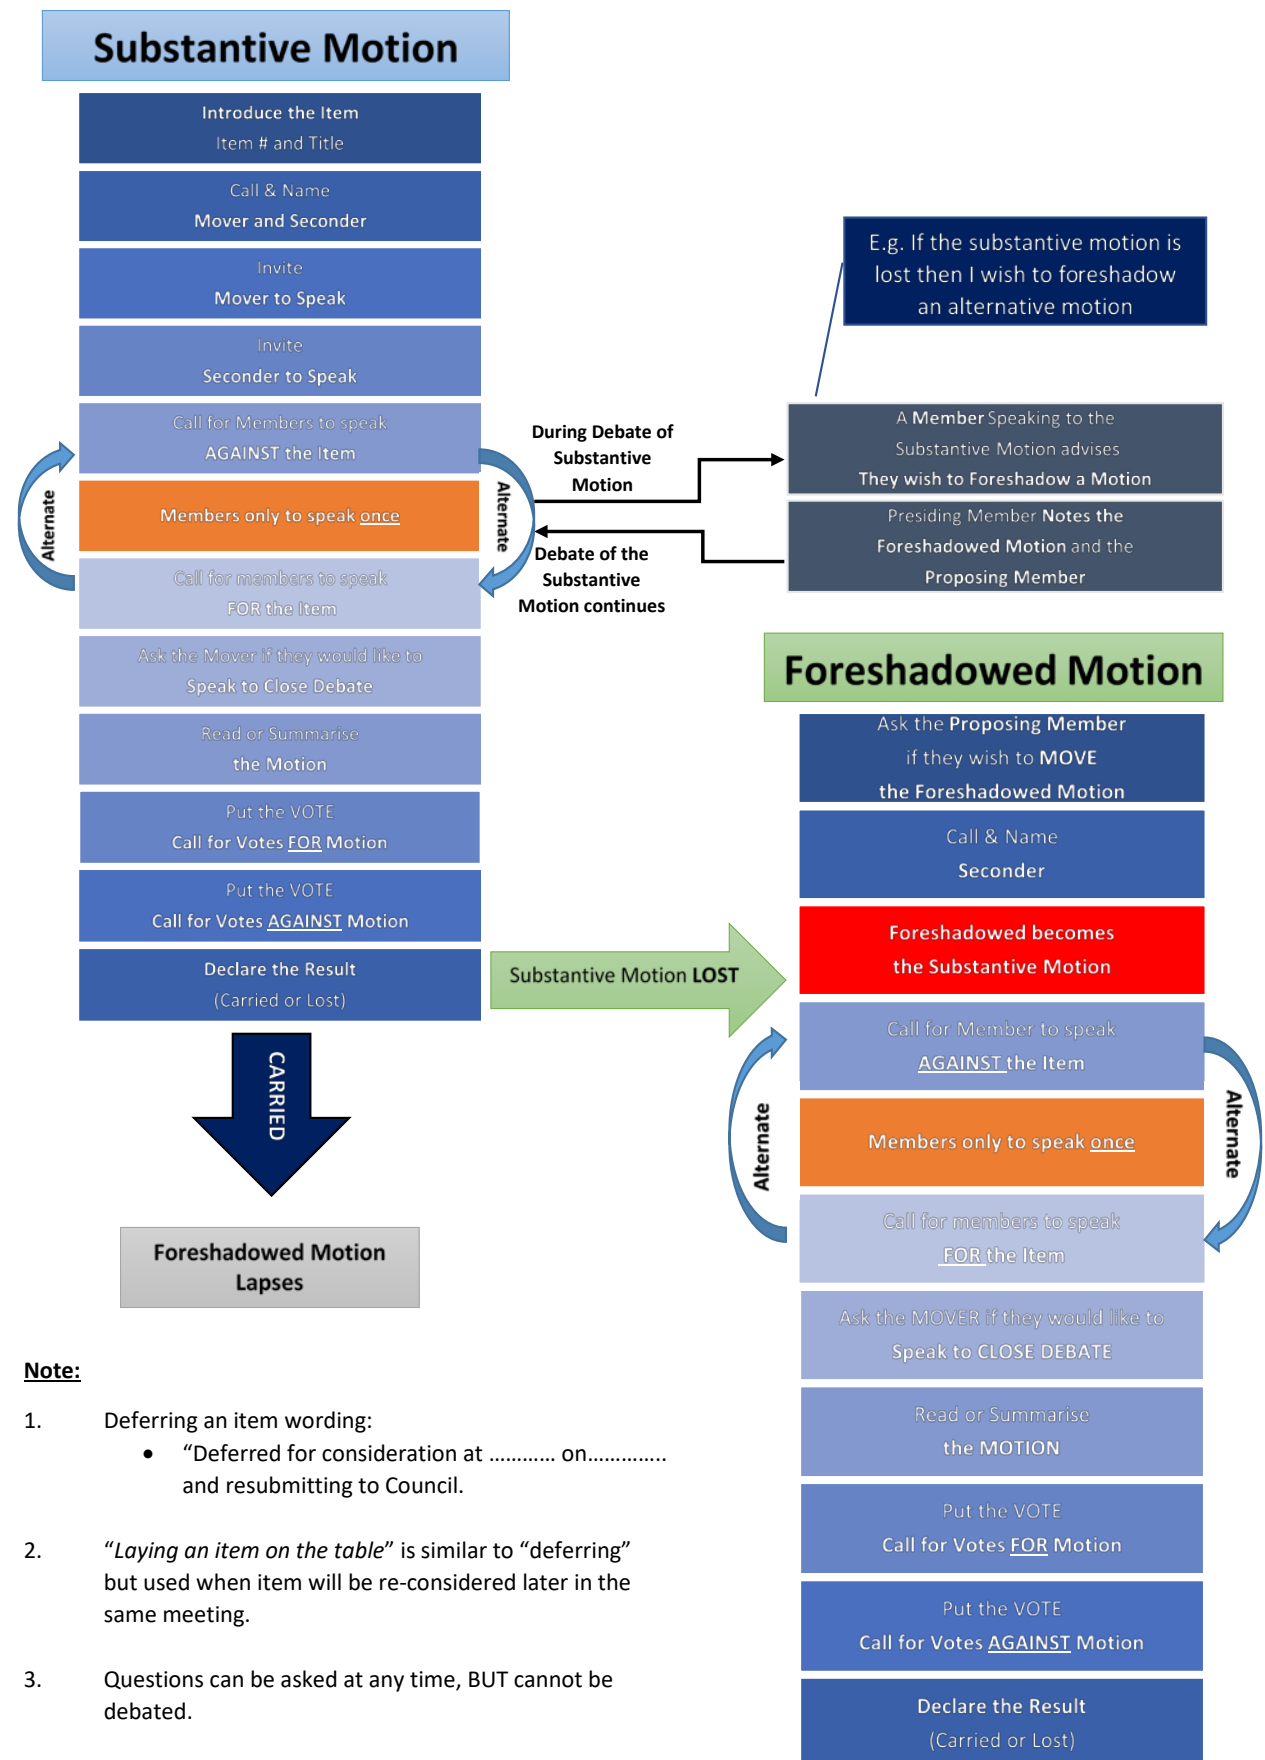 Substantive Motion
Introduce the Item
Item # and Title
Call & Name
Mover and Seconder
Invite
Mover to Speak
Invite
Seconder to Speak
Call for Members to speak
AGAINST the Item
Members only to speak once
Call for members to speak
FOR the Item
Alternate
Alternate
Ask the Mover if they would like to
Speak to Close Debate
Read or Summarise
the Motion
Put the VOTE
Call for Votes FOR Motion
Put the VOTE
Call for Votes AGAINST Motion
Declare the Result
(Carried or Lost)
During Debate of
Substantive
Motion
Debate of the
Substantive
Motion continues
E.g. If the substantive motion is
lost then I wish to foreshadow
an alternative motion
A Member Speaking to the
Substantive Motion advises
They wish to Foreshadow a Motion
Presiding Member Notes the
Foreshadowed Motion and the
Proposing Member
CARRIED
Foreshadowed Motion
Lapses
Substantive Motion LOST
Foreshadowed Motion
Ask the Proposing Member
if they wish to MOVE
the Foreshadowed Motion
Call & Name
Seconder
Foreshadowed becomes
the Substantive Motion
Call for Member to speak
AGAINST the Item
Members only to speak once
Call for members to speak
FOR the Item
Alternate
Alternate
Ask the MOVER if they would like to
Speak to CLOSE DEBATE
Read or Summarise
the MOTION
Put the VOTE
Call for Votes FOR Motion
Put the VOTE
Call for Votes AGAINST Motion
Declare the Result
(Carried or Lost)
Note:
1. Deferring an item wording:
• “Deferred for consideration at ………… on…………..
and resubmitting to Council.
2. “Laying an item on the table” is similar to “deferring”
but used when item will be re-considered later in the
same meeting.
3. Questions can be asked at any time, BUT cannot be
debated.